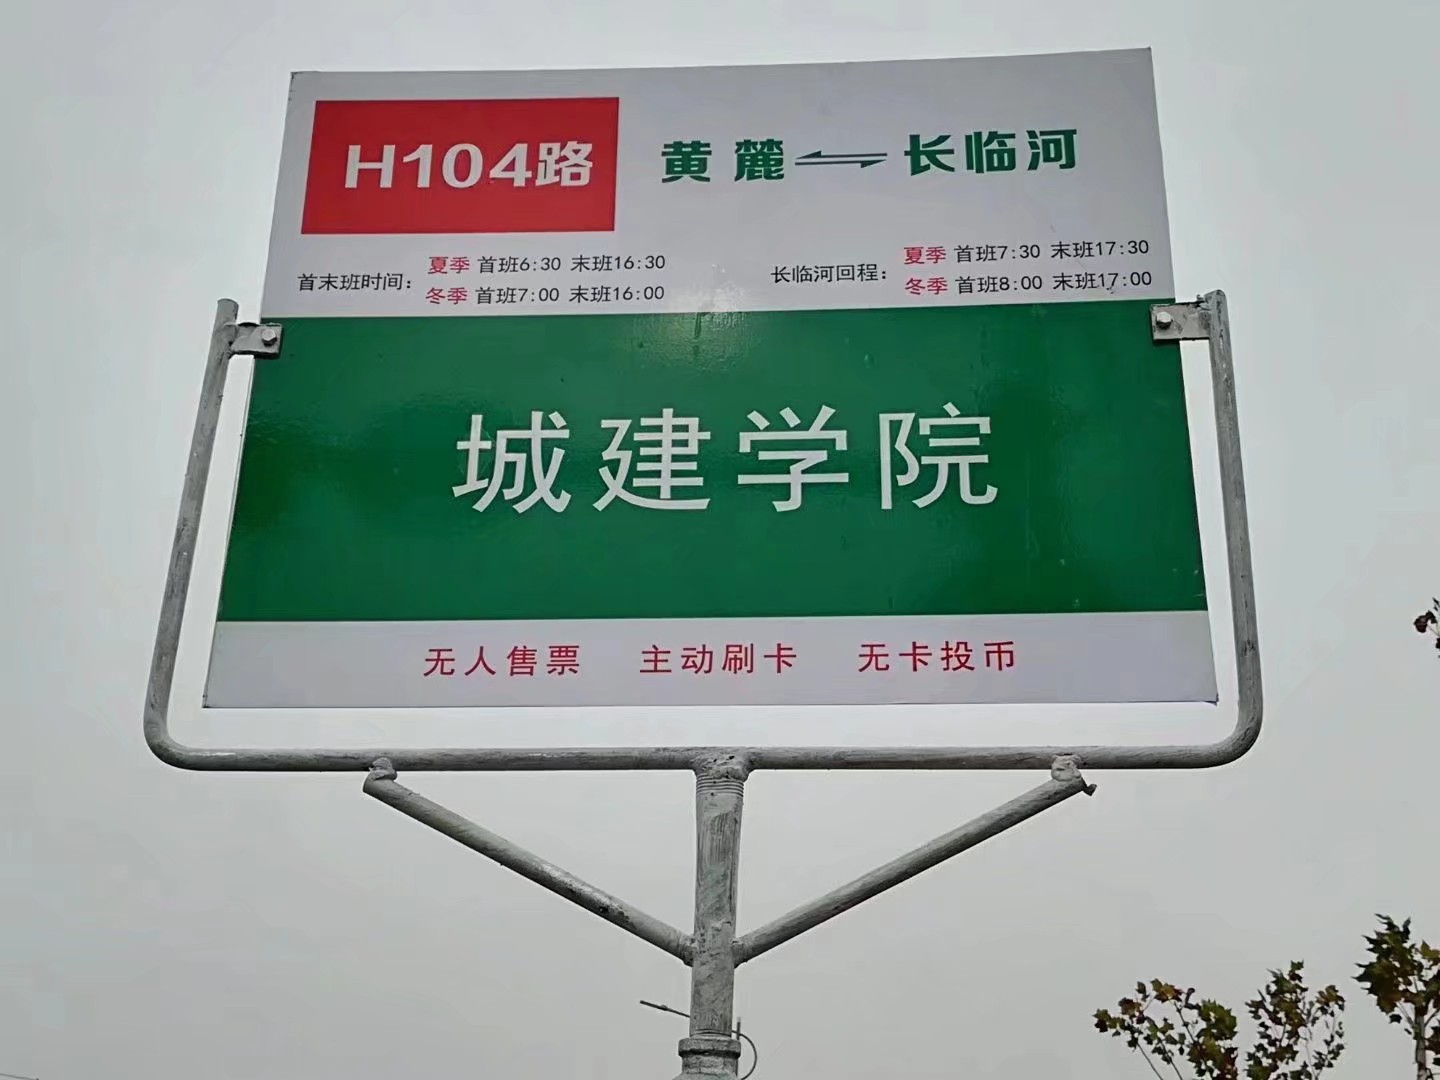 H104路 黄麓⇌长临河
首末班时间: 夏季 首班6:30 末班16:30
冬季 首班7:00 末班16:00
长临河回程: 夏季 首班7:30 末班17:30
冬季 首班8:00 末班17:00
城建学院
无人售票 主动刷卡 无卡投币